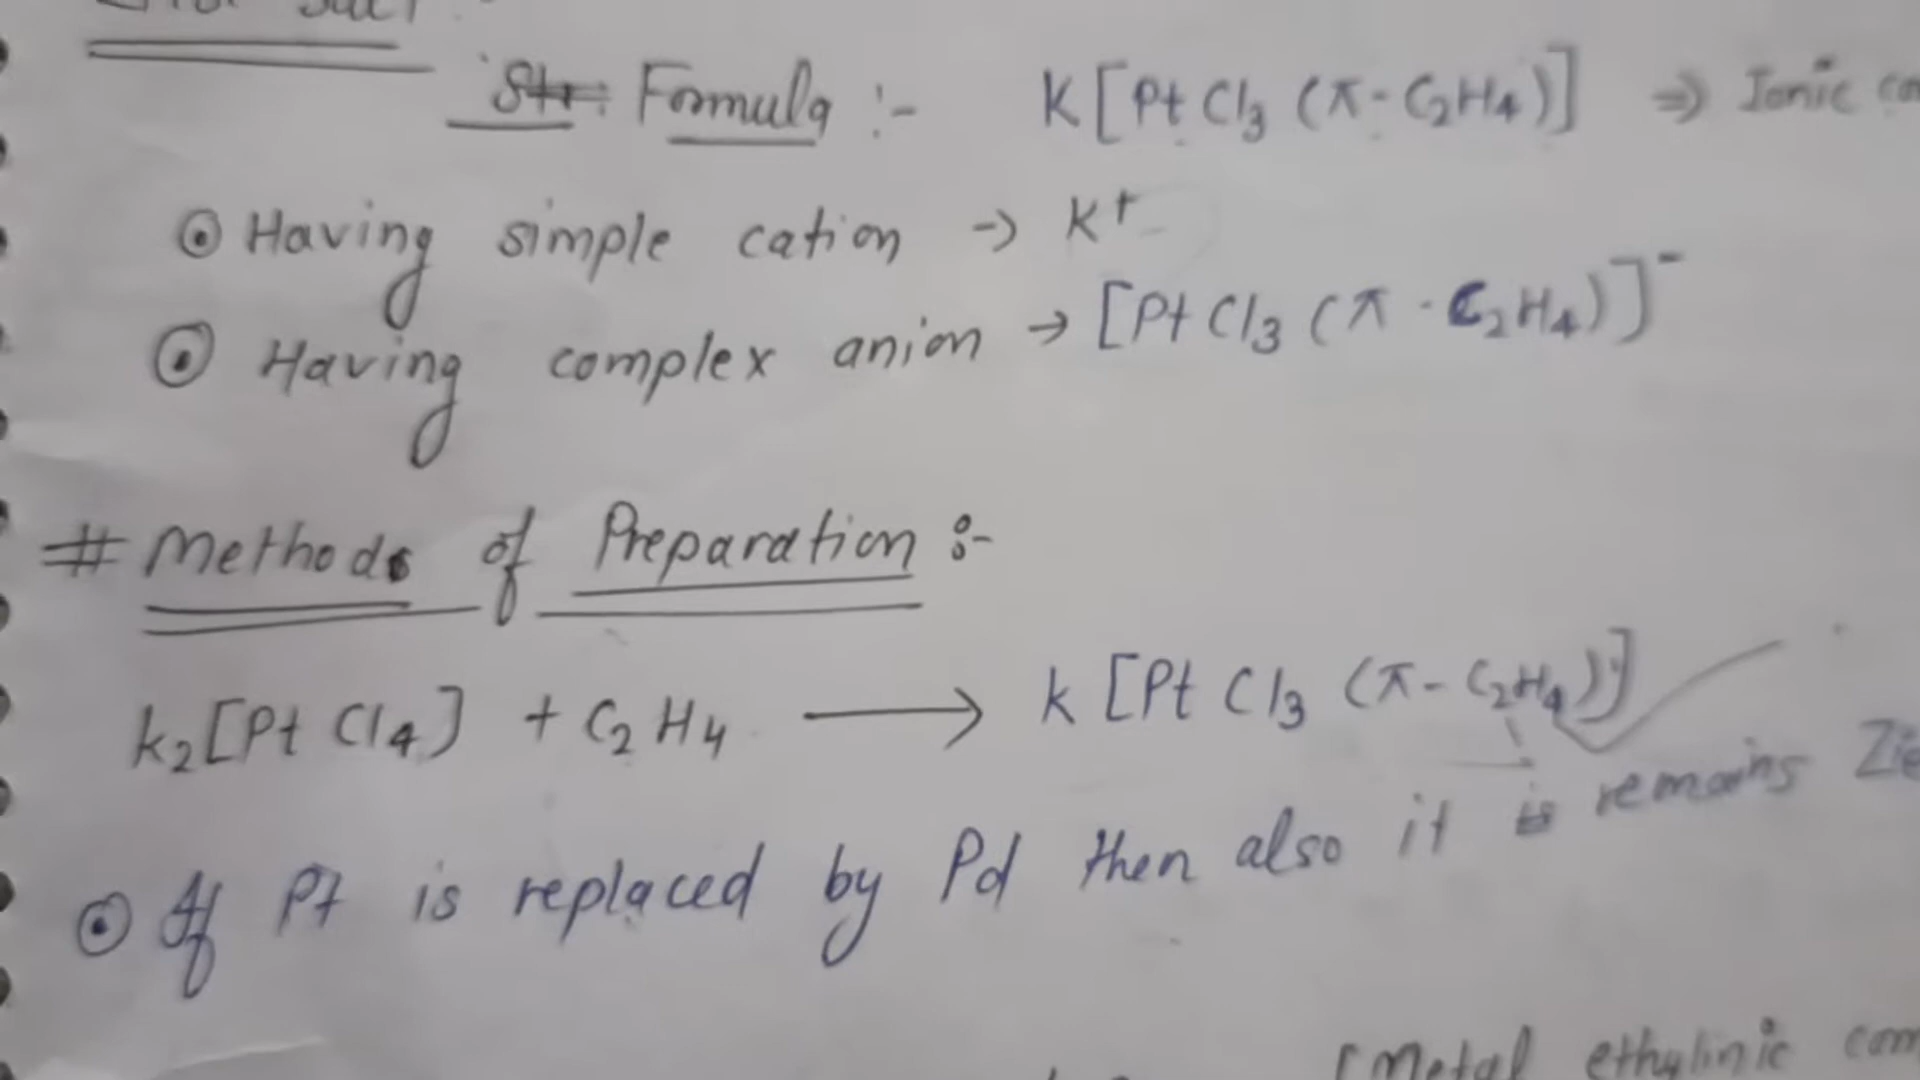 Formula :- K[PtCl₃(π-C₂H₄)] ⇒ Ionic
⊙ Having simple cation → K⁺
⊙ Having complex anion → [PtCl₃(π-C₂H₄)]⁻
# Methods of Preparation :-
k₂[PtCl₄] + C₂H₄ ⟶ k[PtCl₃(π-C₂H₄)]
⊙ If Pt is replaced by Pd then also it remains
[Metal ethylinic